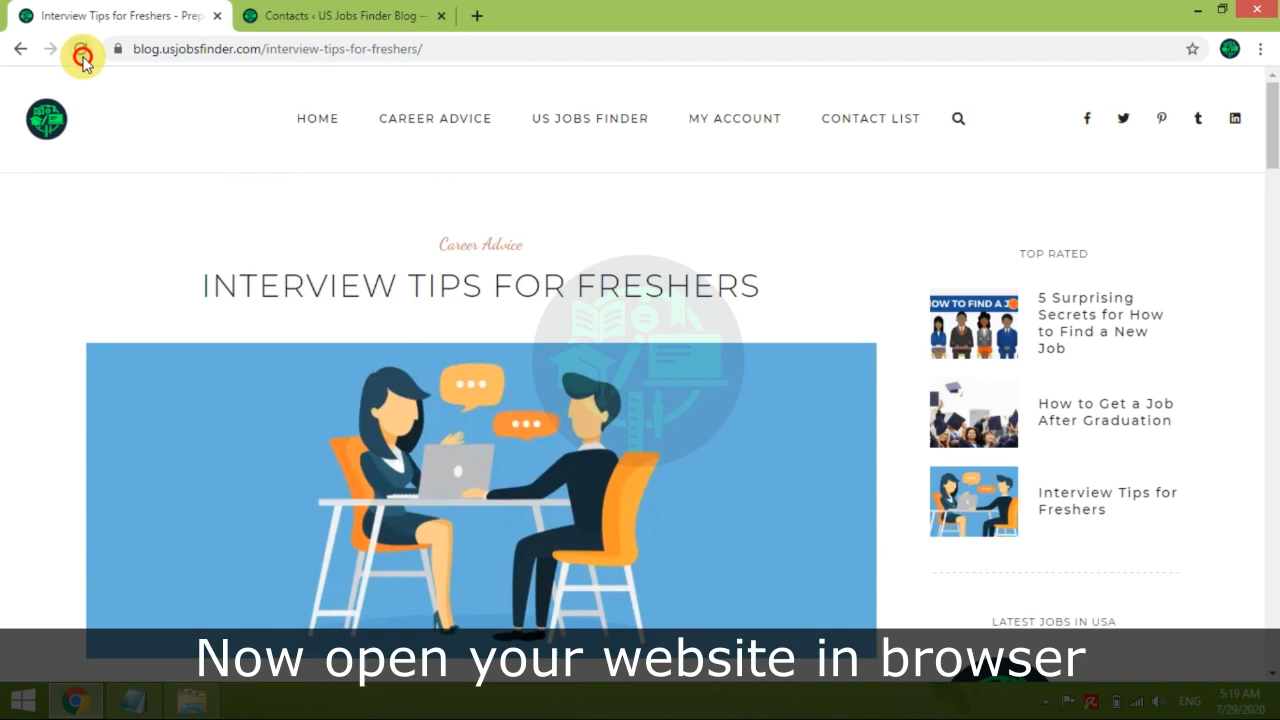 Interview Tips for Freshers - Prep
Contacts ‹ US Jobs Finder Blog —
blog.usjobsfinder.com/interview-tips-for-freshers/
HOME
CAREER ADVICE
US JOBS FINDER
MY ACCOUNT
CONTACT LIST
Career Advice
INTERVIEW TIPS FOR FRESHERS
TOP RATED
HOW TO FIND A J
5 Surprising
Secrets for How
to Find a New
Job
How to Get a Job
After Graduation
Interview Tips for
Freshers
LATEST JOBS IN USA
Now open your website in browser
ENG
5:19 AM
7/29/2020